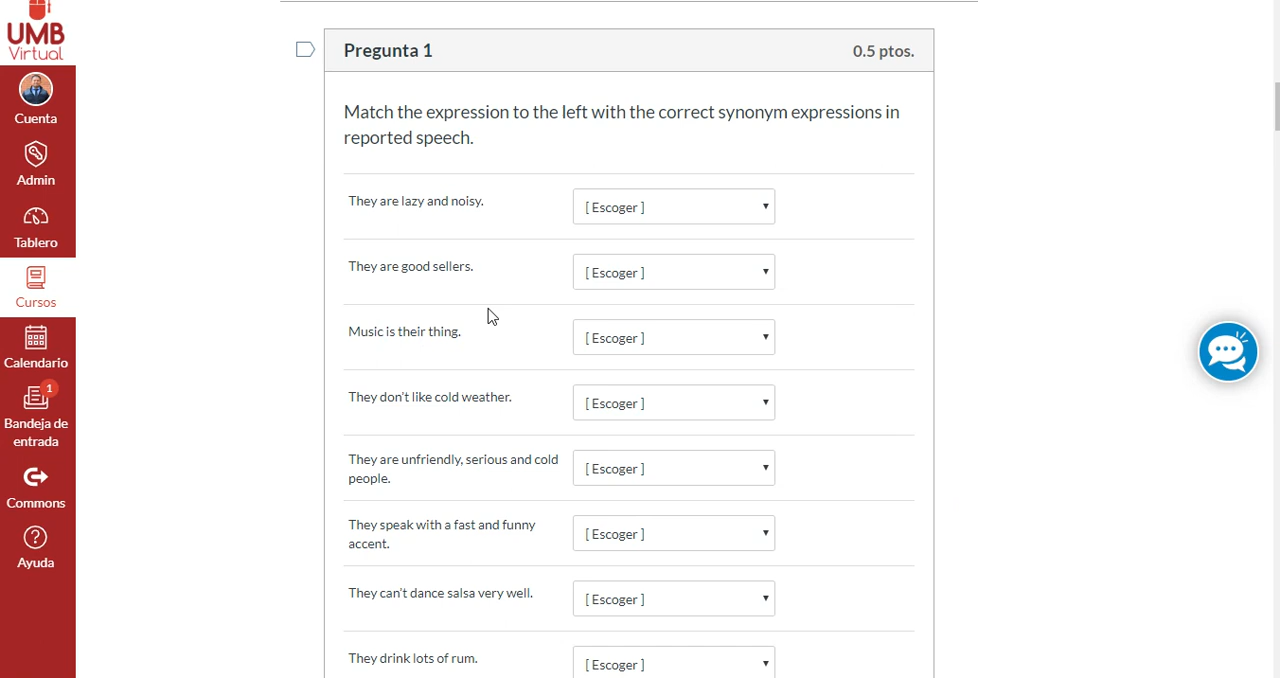 UMB
Virtual
Cuenta
Admin
Tablero
Cursos
Calendario
1
Bandeja de
entrada
Commons
?
Ayuda
Pregunta 1
0.5 ptos.
Match the expression to the left with the correct synonym expressions in
reported speech.
They are lazy and noisy.
[ Escoger ]
They are good sellers.
[ Escoger ]
Music is their thing.
[ Escoger ]
They don't like cold weather.
[ Escoger ]
They are unfriendly, serious and cold
people.
[ Escoger ]
They speak with a fast and funny
accent.
[ Escoger ]
They can't dance salsa very well.
[ Escoger ]
They drink lots of rum.
[ Escoger ]